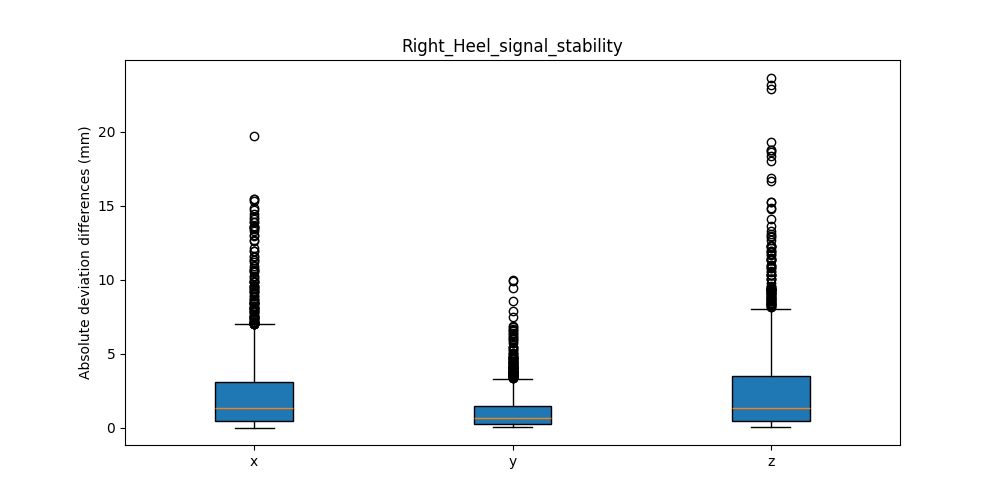 Right_Heel_signal_stability
Absolute deviation differences (mm)
20
15
10
5
0
x
y
z